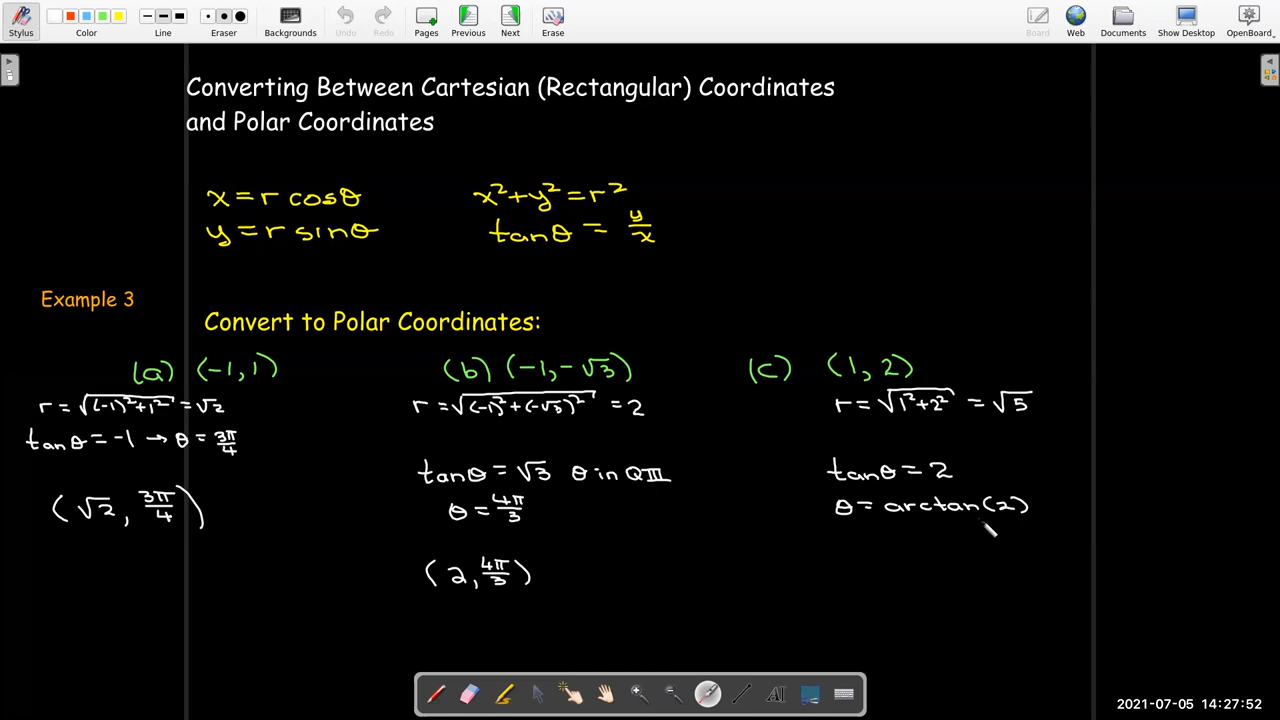 Stylus Color Line Eraser Backgrounds Undo Redo Pages Previous Next Erase Board Web Documents Show Desktop OpenBoard
Converting Between Cartesian (Rectangular) Coordinates
and Polar Coordinates
x = r cosθ
y = r sinθ
x² + y² = r²
tanθ = y/x
Example 3
Convert to Polar Coordinates:
(a) (-1, 1)
r = √((-1)² + 1²) = √2
tanθ = -1 → θ = 3π/4
(√2, 3π/4)
(b) (-1, -√3)
r = √((-1)² + (-√3)²) = 2
tanθ = √3 θ in QIII
θ = 4π/3
(2, 4π/3)
(c) (1, 2)
r = √(1² + 2²) = √5
tanθ = 2
θ = arctan(2)
AI
2021-07-05 14:27:52